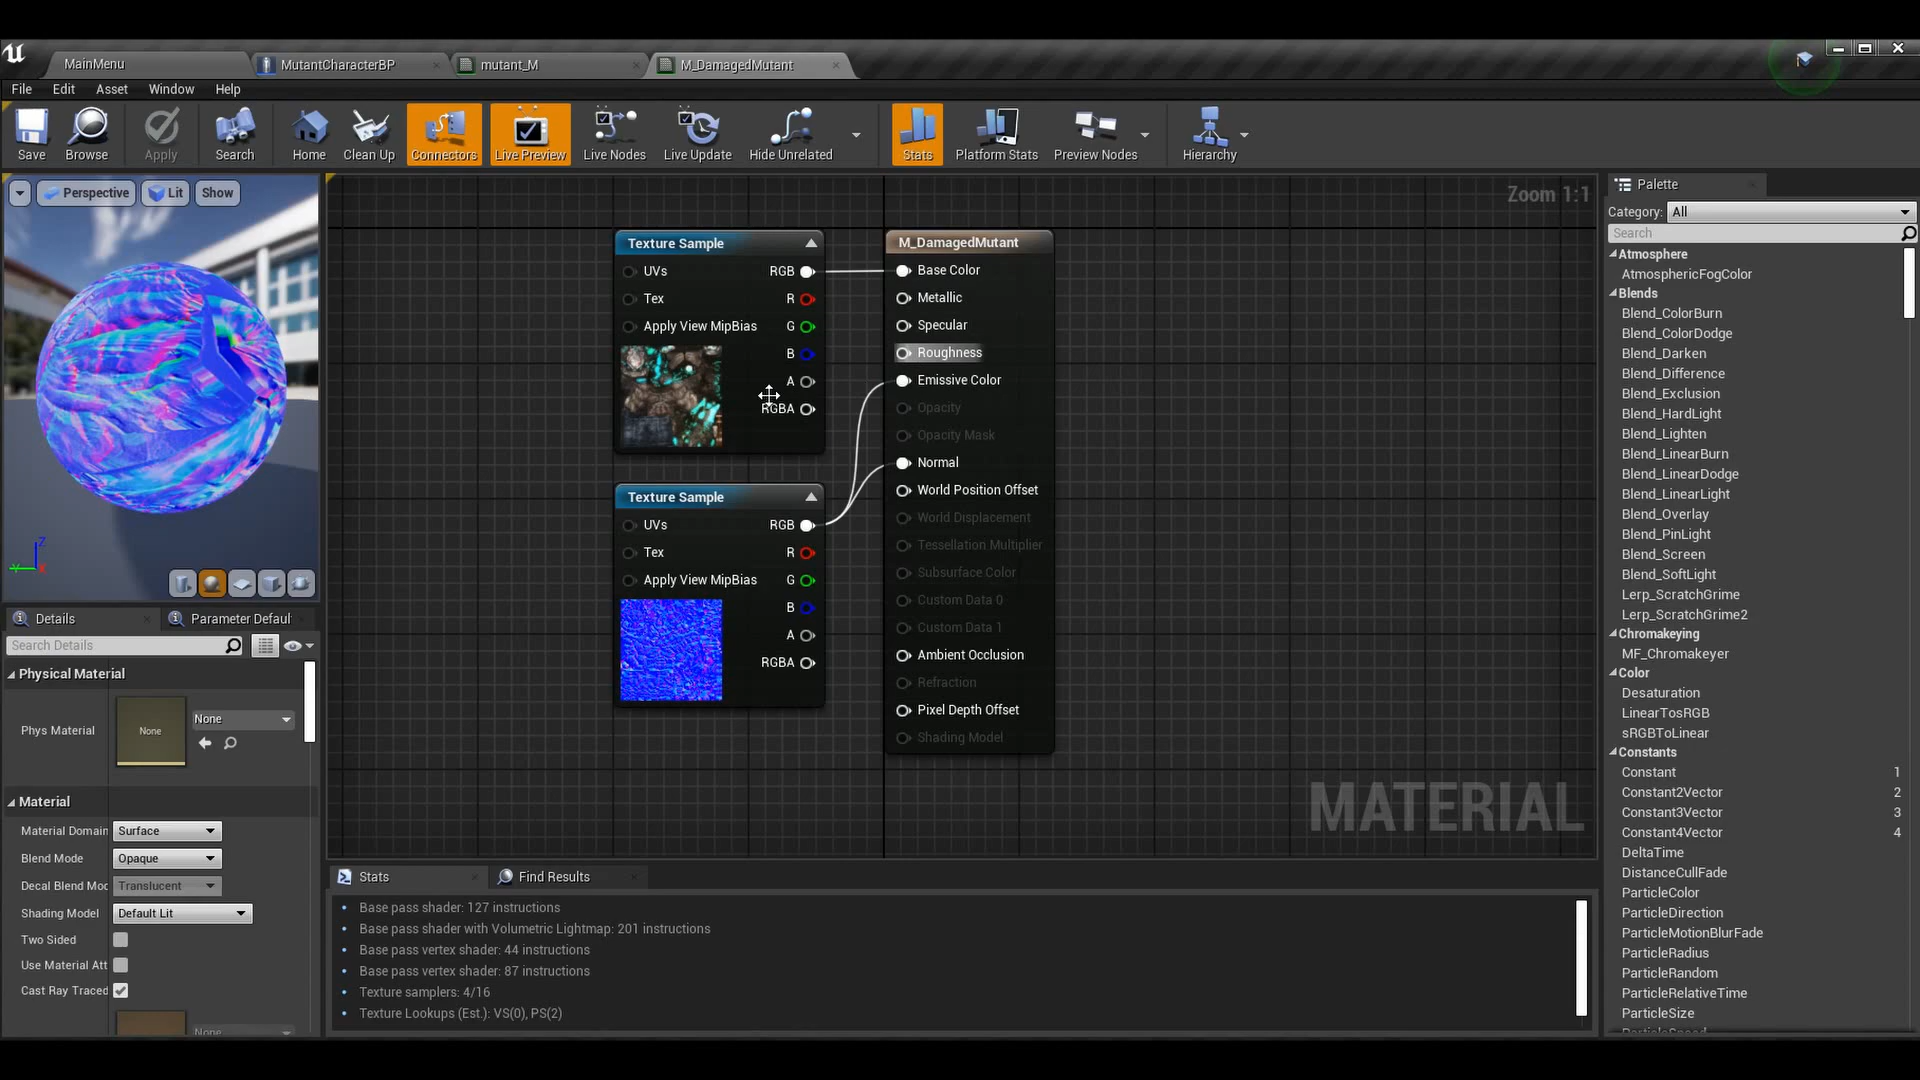 MainMenu
MutantCharacterBP
mutant_M
M_DamagedMutant
File Edit Asset Window Help
Save Browse Apply Search Home Clean Up Connectors Live Preview Live Nodes Live Update Hide Unrelated Stats Platform Stats Preview Nodes Hierarchy
Perspective Lit Show
Zoom 1:1
Texture Sample
UVs RGB
Tex R
Apply View MipBias G
B
A
RGBA
Texture Sample
UVs RGB
Tex R
Apply View MipBias G
B
A
RGBA
M_DamagedMutant
Base Color
Metallic
Specular
Roughness
Emissive Color
Opacity
Opacity Mask
Normal
World Position Offset
World Displacement
Tessellation Multiplier
Subsurface Color
Custom Data 0
Custom Data 1
Ambient Occlusion
Refraction
Pixel Depth Offset
Shading Model
MATERIAL
Z
Y
X
Details
Parameter Defaul
Search Details
Physical Material
Phys Material
None
None
Material
Material Domain Surface
Blend Mode Opaque
Decal Blend Moc Translucent
Shading Model Default Lit
Two Sided
Use Material Att
Cast Ray Traced
None
Stats
Find Results
Base pass shader: 127 instructions
Base pass shader with Volumetric Lightmap: 201 instructions
Base pass vertex shader: 44 instructions
Base pass vertex shader: 87 instructions
Texture samplers: 4/16
Texture Lookups (Est.): VS(0), PS(2)
Palette
Category: All
Search
Atmosphere
AtmosphericFogColor
Blends
Blend_ColorBurn
Blend_ColorDodge
Blend_Darken
Blend_Difference
Blend_Exclusion
Blend_HardLight
Blend_Lighten
Blend_LinearBurn
Blend_LinearDodge
Blend_LinearLight
Blend_Overlay
Blend_PinLight
Blend_Screen
Blend_SoftLight
Lerp_ScratchGrime
Lerp_ScratchGrime2
Chromakeying
MF_Chromakeyer
Color
Desaturation
LinearTosRGB
sRGBToLinear
Constants
Constant 1
Constant2Vector 2
Constant3Vector 3
Constant4Vector 4
DeltaTime
DistanceCullFade
ParticleColor
ParticleDirection
ParticleMotionBlurFade
ParticleRadius
ParticleRandom
ParticleRelativeTime
ParticleSize